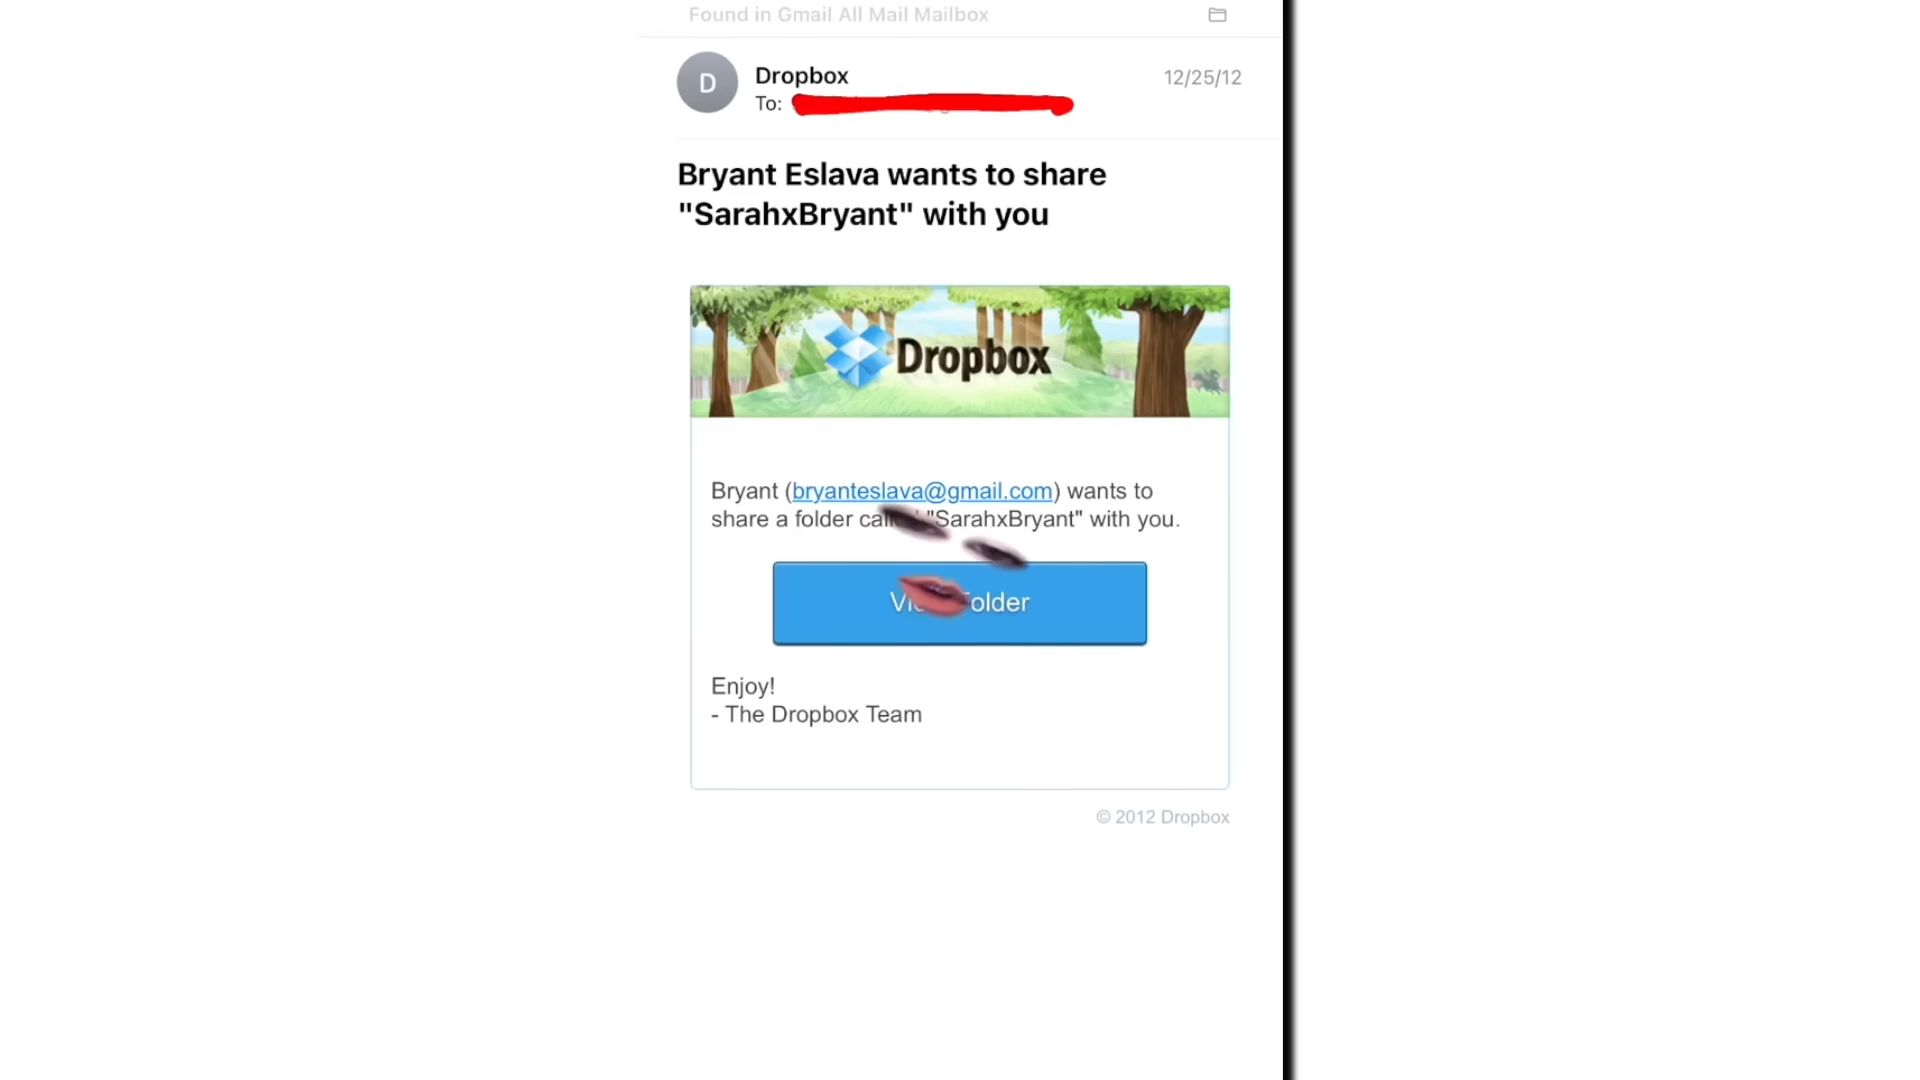 Found in Gmail All Mail Mailbox
D
Dropbox
12/25/12
To:
Bryant Eslava wants to share
"SarahxBryant" with you
Dropbox
Bryant (bryanteslava@gmail.com) wants to
share a folder "SarahxBryant" with you.
Enjoy!
- The Dropbox Team
© 2012 Dropbox